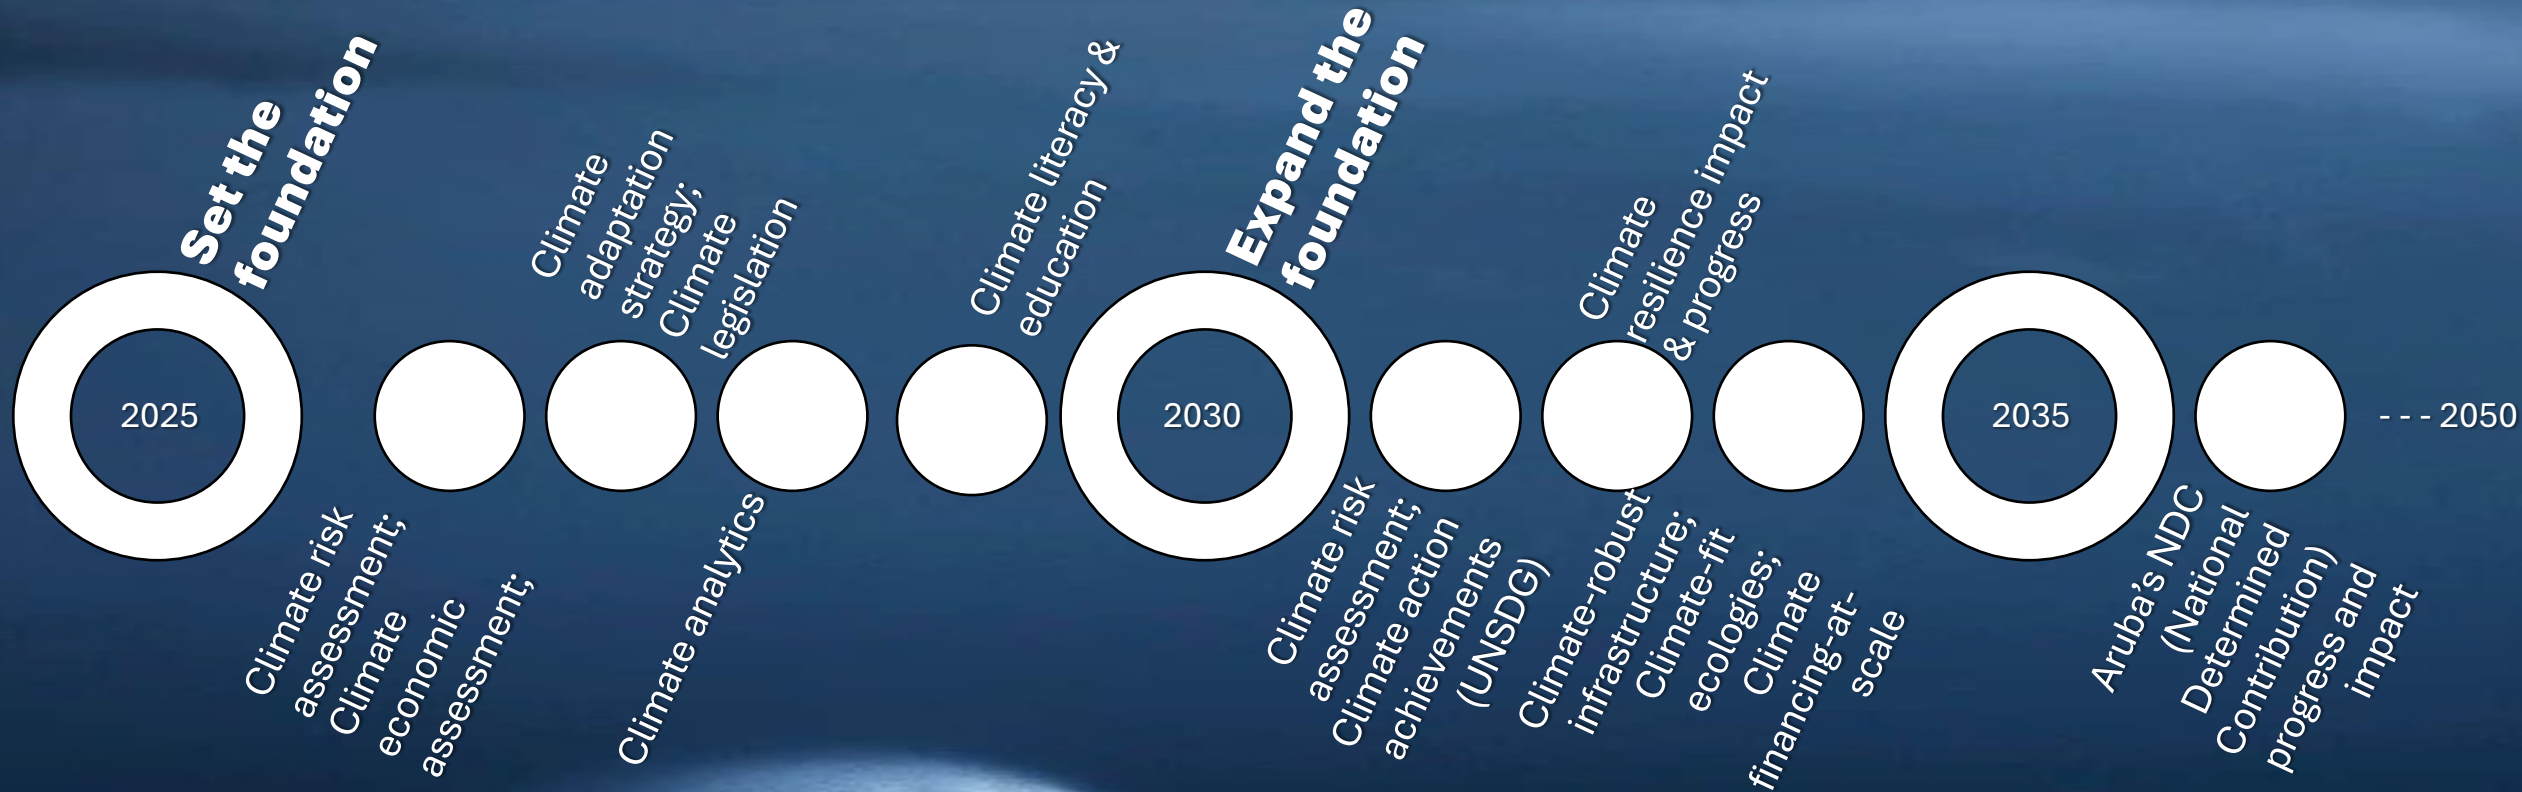 Set the
foundation
2025
Climate risk
assessment;
Climate
economic
assessment;
Climate
adaptation
strategy;
Climate
legislation
Climate analytics
Climate literacy &
education
Expand the
foundation
2030
Climate risk
assessment;
Climate action
achievements
(UNSDG)
Climate
resilience impact
& progress
Climate-robust
infrastructure;
Climate-fit
ecologies;
Climate
financing-at-
scale
2035
Aruba’s NDC
(National
Determined
Contribution)
progress and
impact
- - - 2050